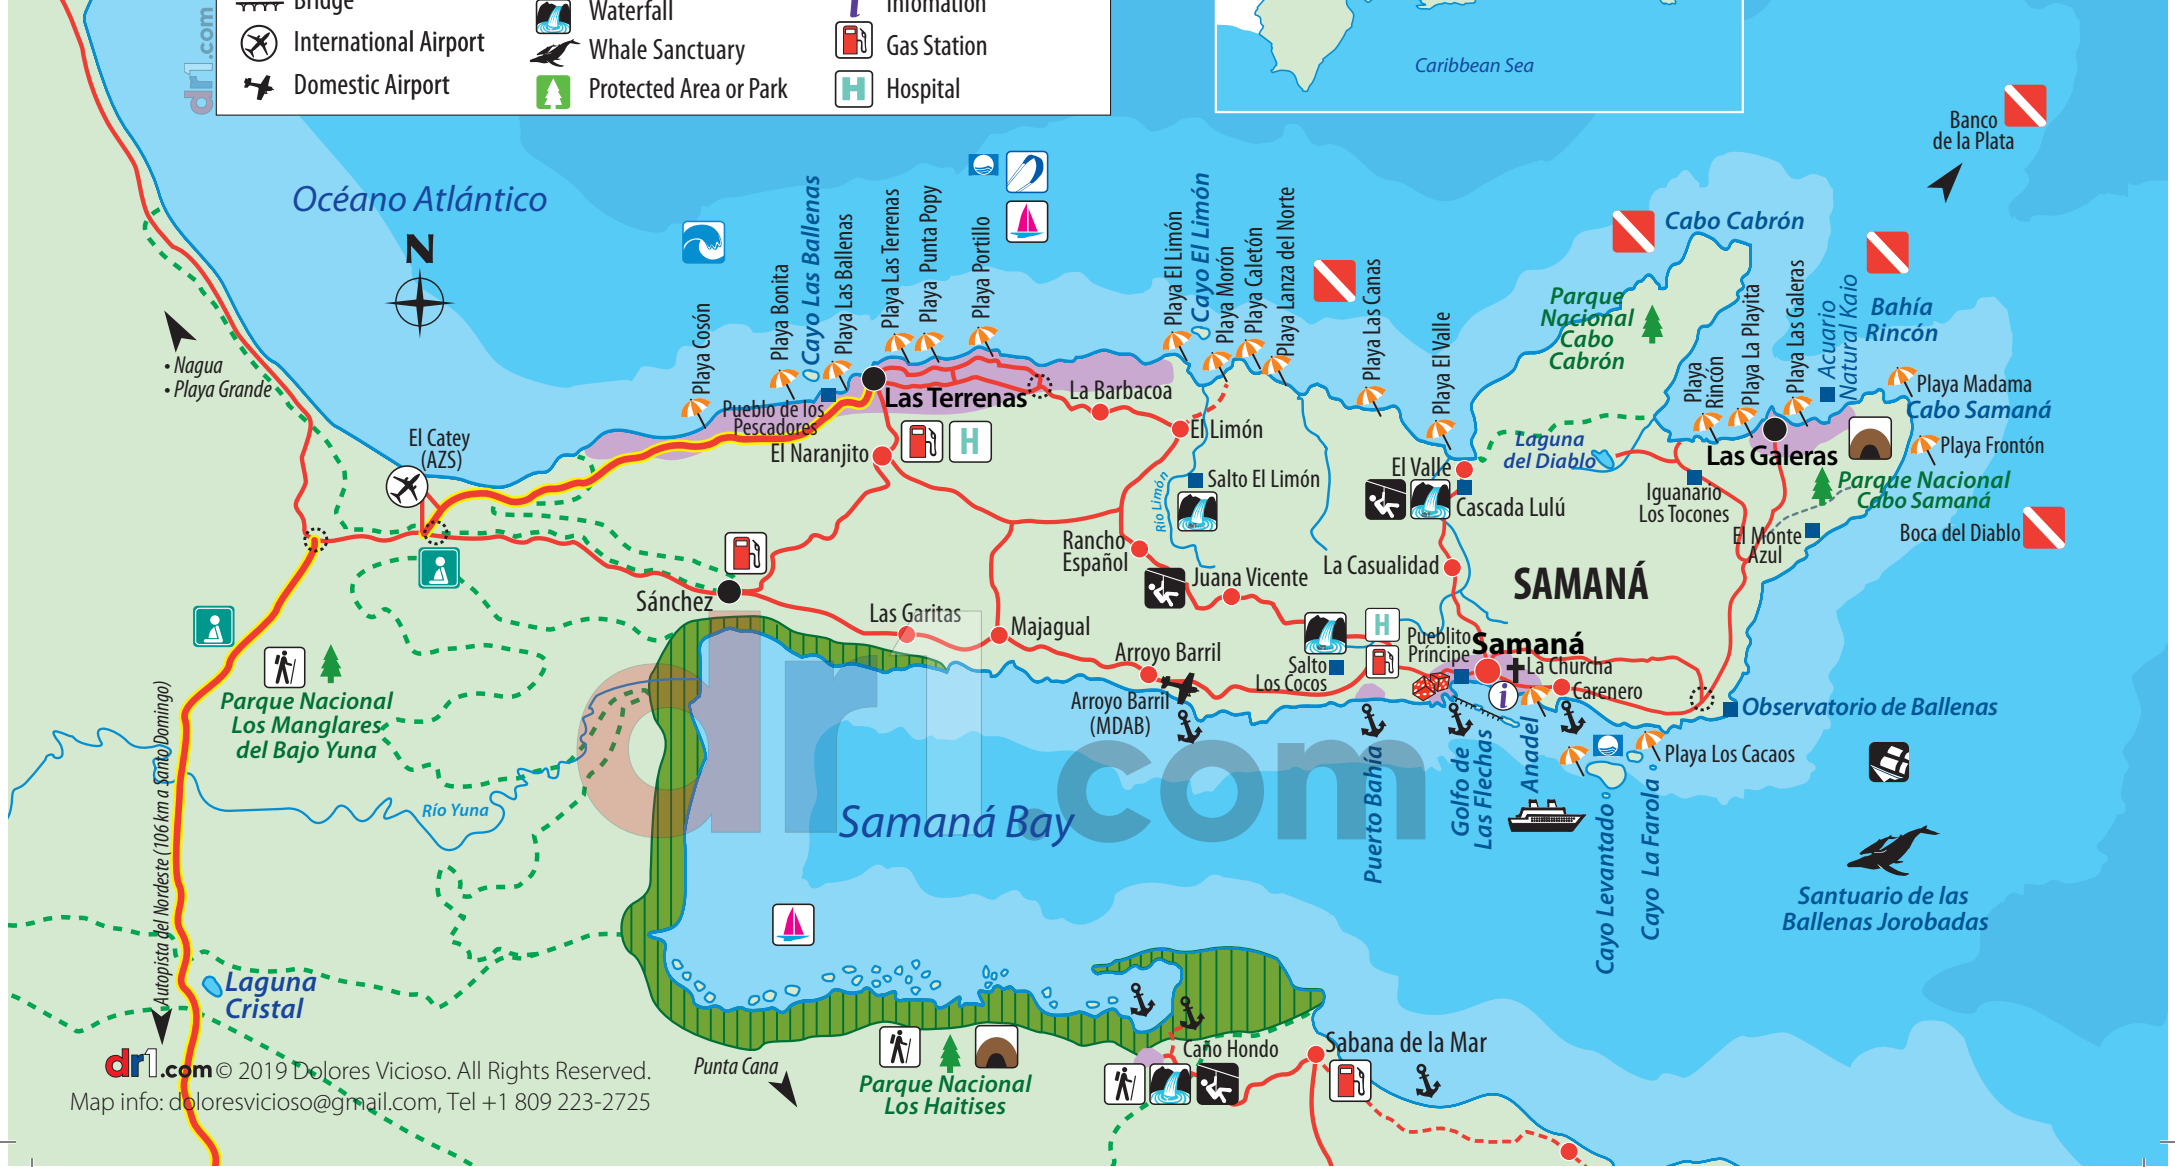 Bridge
International Airport
Domestic Airport
Waterfall
Whale Sanctuary
Protected Area or Park
Infomation
Gas Station
H Hospital
dr1.com
Caribbean Sea
Banco
de la Plata
Océano Atlántico
N
• Nagua
• Playa Grande
El Catey
(AZS)
Playa Cosón
Playa Bonita
Cayo Las Ballenas
Playa Las Ballenas
Playa Las Terrenas
Playa Punta Popy
Playa Portillo
Playa El Limón
Cayo El Limón
Playa Morón
Playa Caletón
Playa Lanza del Norte
Playa Las Canas
Playa El Valle
Cabo Cabrón
Parque
Nacional
Cabo
Cabrón
Playa
Rincón
Playa La Playita
Playa Las Galeras
Acuario
Natural Kaio
Bahía
Rincón
Playa Madama
Cabo Samaná
Playa Frontón
Pueblo de los
Pescadores
Las Terrenas
La Barbacoa
El Naranjito
H
El Limón
Salto El Limón
Río Limón
El Valle
Cascada Lulú
Laguna
del Diablo
Las Galeras
Iguanario
Los Tocones
Parque Nacional
Cabo Samaná
El Monte
Azul
Boca del Diablo
Rancho
Español
Juana Vicente
La Casualidad
SAMANÁ
Sánchez
Las Garitas
Majagual
Arroyo Barril
Arroyo Barril
(MDAB)
H
Salto
Los Cocos
Pueblito
Príncipe
Samaná
La Churcha
i
Carenero
Observatorio de Ballenas
Playa Los Cacaos
Puerto Bahía
Golfo de
Las Flechas
Anadel
Cayo Levantado
Cayo La Farola
Santuario de las
Ballenas Jorobadas
Parque Nacional
Los Manglares
del Bajo Yuna
Autopista del Nordeste (106 km a Santo Domingo)
Río Yuna
dr1.com
Samaná Bay
Laguna
Cristal
Punta Cana
Parque Nacional
Los Haitises
Caño Hondo
Sabana de la Mar
dr1.com © 2019 Dolores Vicioso. All Rights Reserved.
Map info: doloresvicioso@gmail.com, Tel +1 809 223-2725